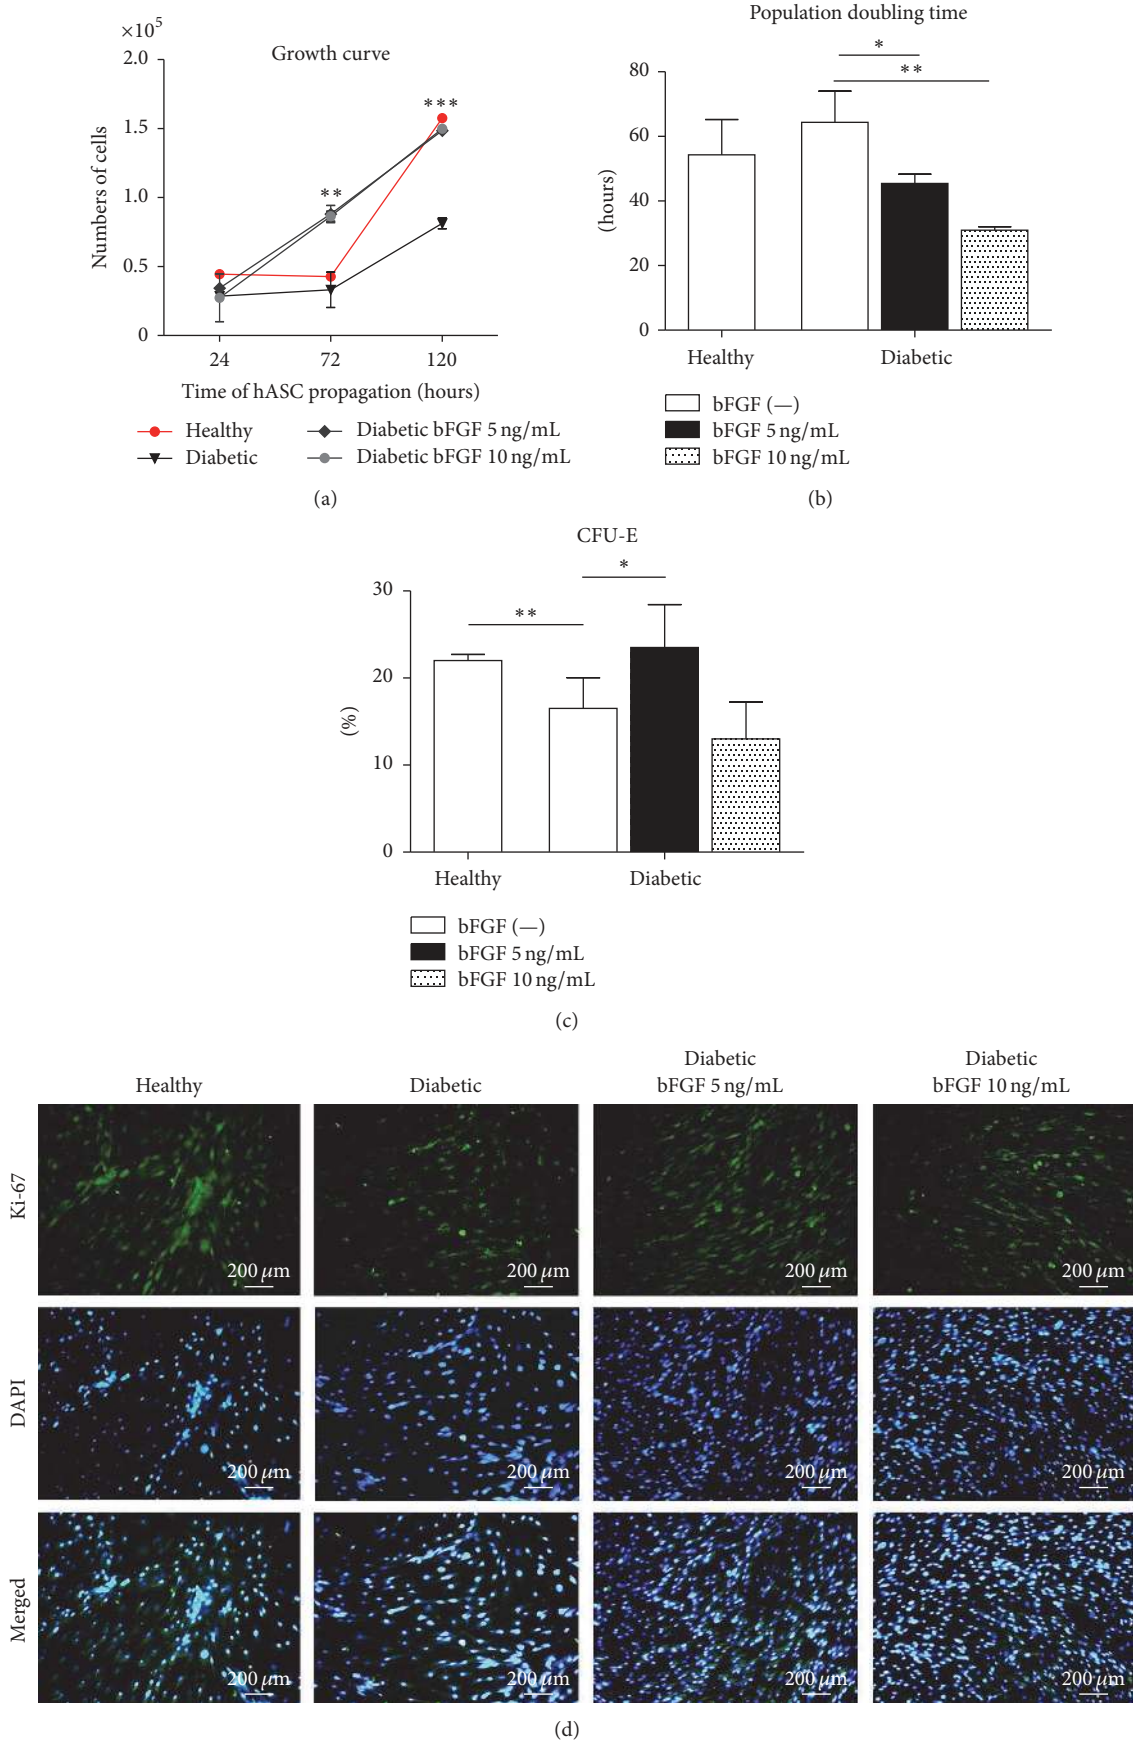 ×10⁵
Growth curve
2.0
1.5
1.0
0.5
0
Numbers of cells
**
***
24 72 120
Time of hASC propagation (hours)
Healthy
Diabetic
Diabetic bFGF 5 ng/mL
Diabetic bFGF 10 ng/mL
(a)
Population doubling time
*
**
80
60
40
20
0
(hours)
Healthy Diabetic
bFGF (—)
bFGF 5 ng/mL
bFGF 10 ng/mL
(b)
CFU-E
*
**
30
20
10
0
(%)
Healthy Diabetic
bFGF (—)
bFGF 5 ng/mL
bFGF 10 ng/mL
(c)
Healthy
Diabetic
Diabetic
bFGF 5 ng/mL
Diabetic
bFGF 10 ng/mL
Ki-67
200 μm 200 μm 200 μm 200 μm
DAPI
200 μm 200 μm 200 μm 200 μm
Merged
200 μm 200 μm 200 μm 200 μm
(d)